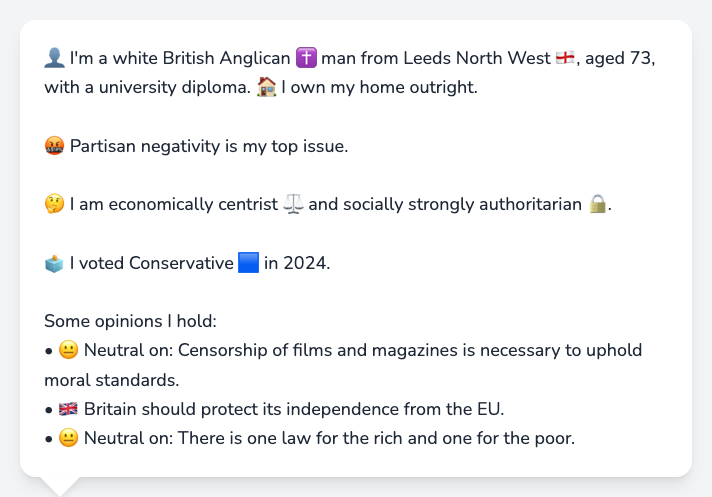 👤 I'm a white British Anglican ✝️ man from Leeds North West 🏴󠁧󠁢󠁥󠁮󠁧󠁿, aged 73,
with a university diploma. 🏠 I own my home outright.
🤬 Partisan negativity is my top issue.
🤔 I am economically centrist ⚖️ and socially strongly authoritarian 🔒.
🗳️ I voted Conservative 🟦 in 2024.
Some opinions I hold:
• 😐 Neutral on: Censorship of films and magazines is necessary to uphold
moral standards.
• 🇬🇧 Britain should protect its independence from the EU.
• 😐 Neutral on: There is one law for the rich and one for the poor.